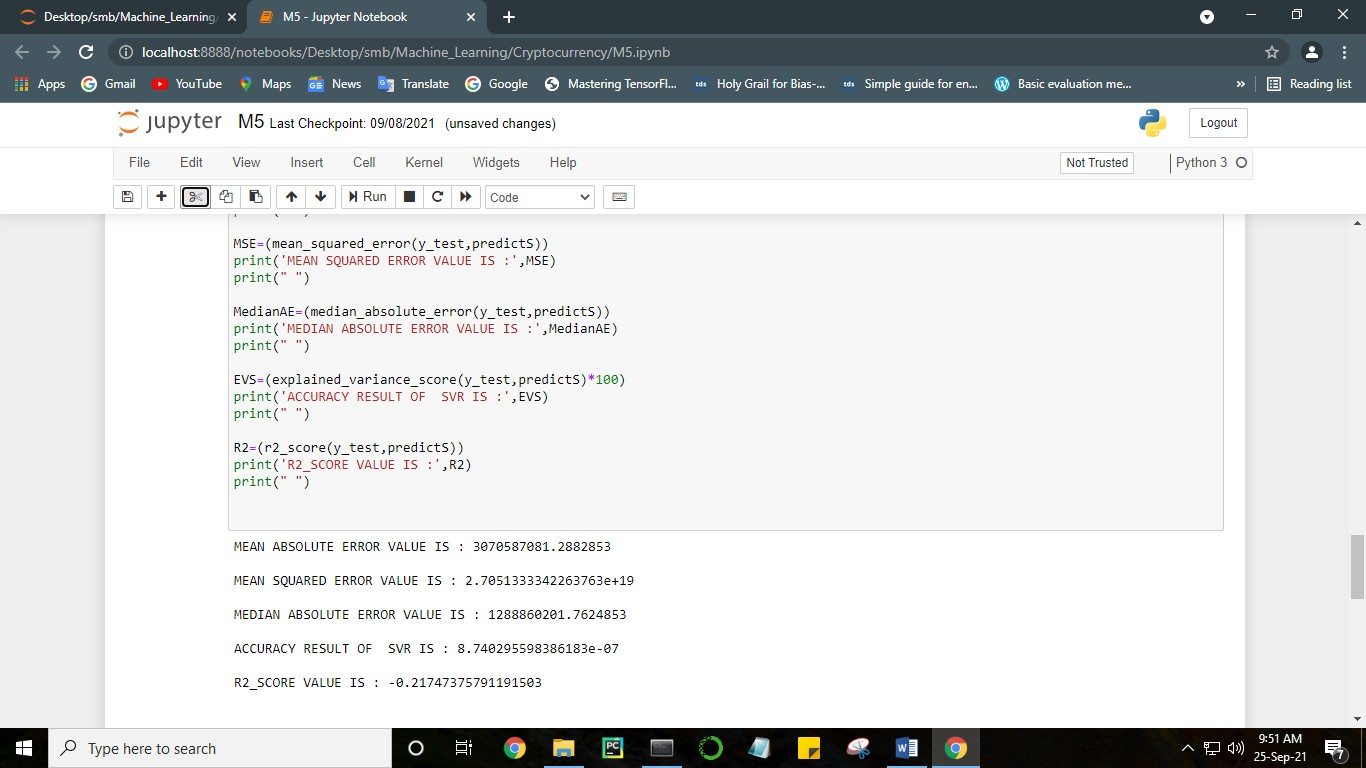 Desktop/smb/Machine_Learning
M5 - Jupyter Notebook
localhost:8888/notebooks/Desktop/smb/Machine_Learning/Cryptocurrency/M5.ipynb
Apps Gmail YouTube Maps News Translate Google Mastering TensorFl... Holy Grail for Bias-... Simple guide for en... Basic evaluation me... » Reading list
jupyter M5 Last Checkpoint: 09/08/2021 (unsaved changes) Logout
File Edit View Insert Cell Kernel Widgets Help Not Trusted Python 3
Run Code
MSE=(mean_squared_error(y_test,predictS))
print('MEAN SQUARED ERROR VALUE IS :',MSE)
print(" ")
MedianAE=(median_absolute_error(y_test,predictS))
print('MEDIAN ABSOLUTE ERROR VALUE IS :',MedianAE)
print(" ")
EVS=(explained_variance_score(y_test,predictS)*100)
print('ACCURACY RESULT OF  SVR IS :',EVS)
print(" ")
R2=(r2_score(y_test,predictS))
print('R2_SCORE VALUE IS :',R2)
print(" ")
MEAN ABSOLUTE ERROR VALUE IS : 3070587081.2882853
MEAN SQUARED ERROR VALUE IS : 2.7051333342263763e+19
MEDIAN ABSOLUTE ERROR VALUE IS : 1288860201.7624853
ACCURACY RESULT OF  SVR IS : 8.740295598386183e-07
R2_SCORE VALUE IS : -0.21747375791191503
Type here to search
9:51 AM
25-Sep-21
7